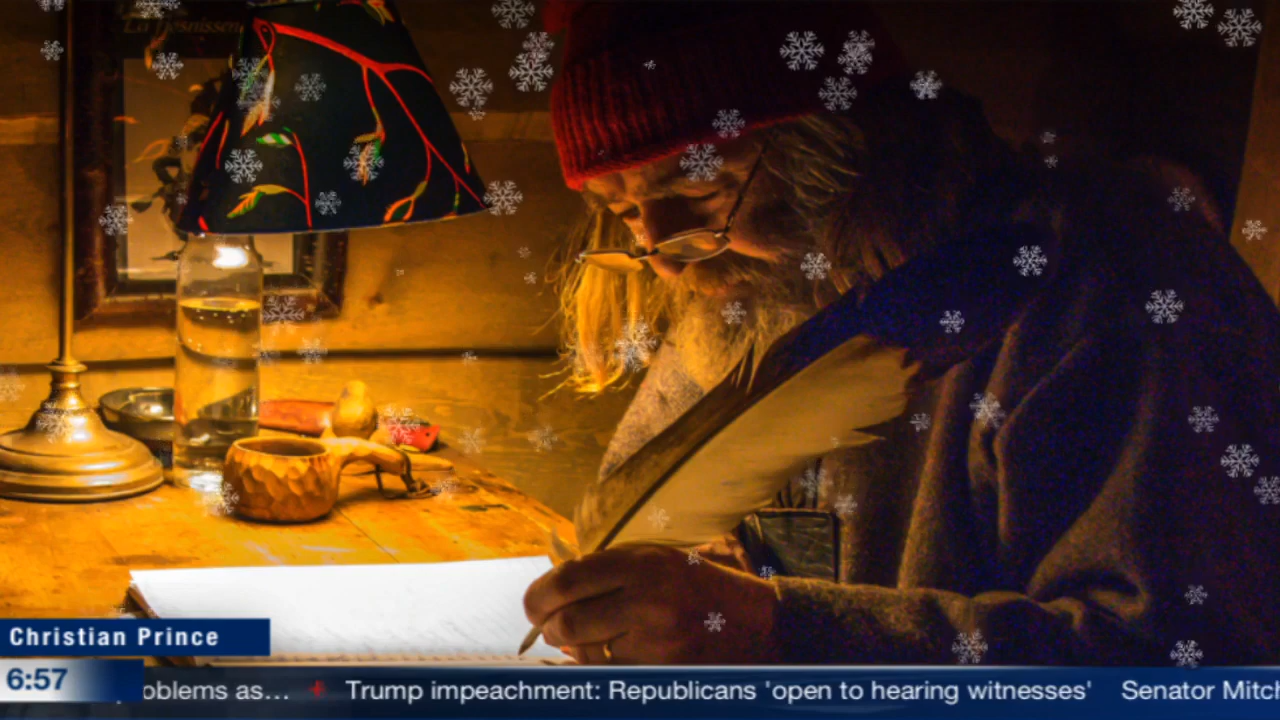 Christian Prince
6:57
oblems as... + Trump impeachment: Republicans 'open to hearing witnesses' Senator Mitch